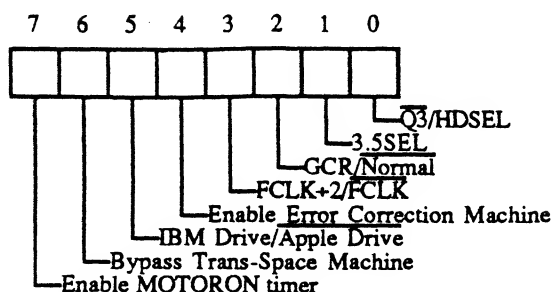 7 6 5 4 3 2 1 0
Q3/HDSEL
3.5SEL
GCR/Normal
FCLK+2/FCLK
Enable Error Correction Machine
IBM Drive/Apple Drive
Bypass Trans-Space Machine
Enable MOTORON timer